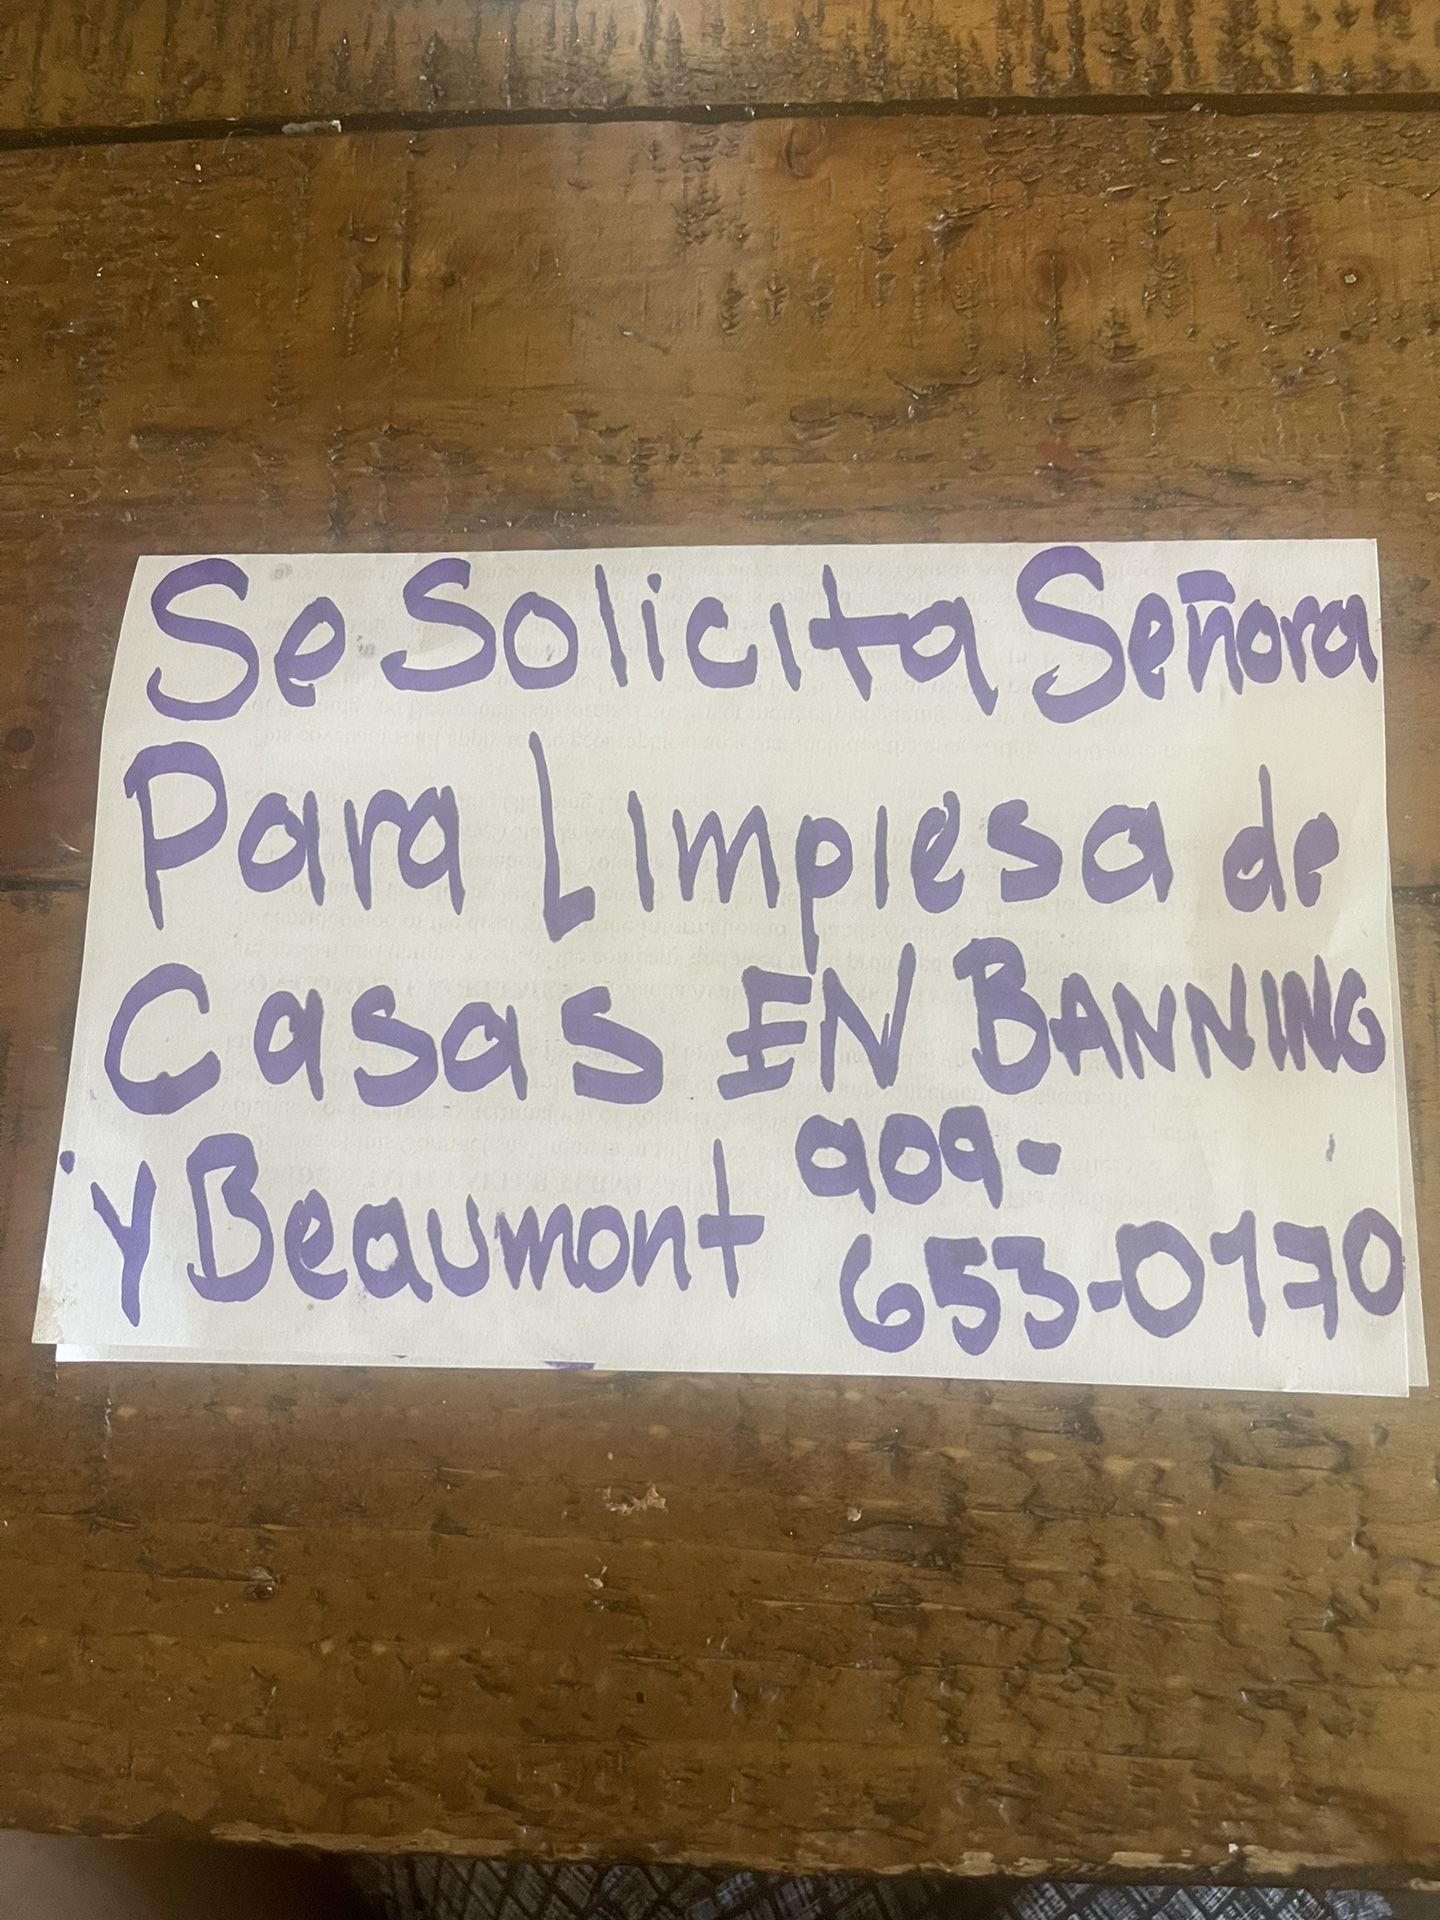 Se Solicita Señora
Para Limpiesa de
Casas EN BANNING
y Beaumont 909-
653-0170